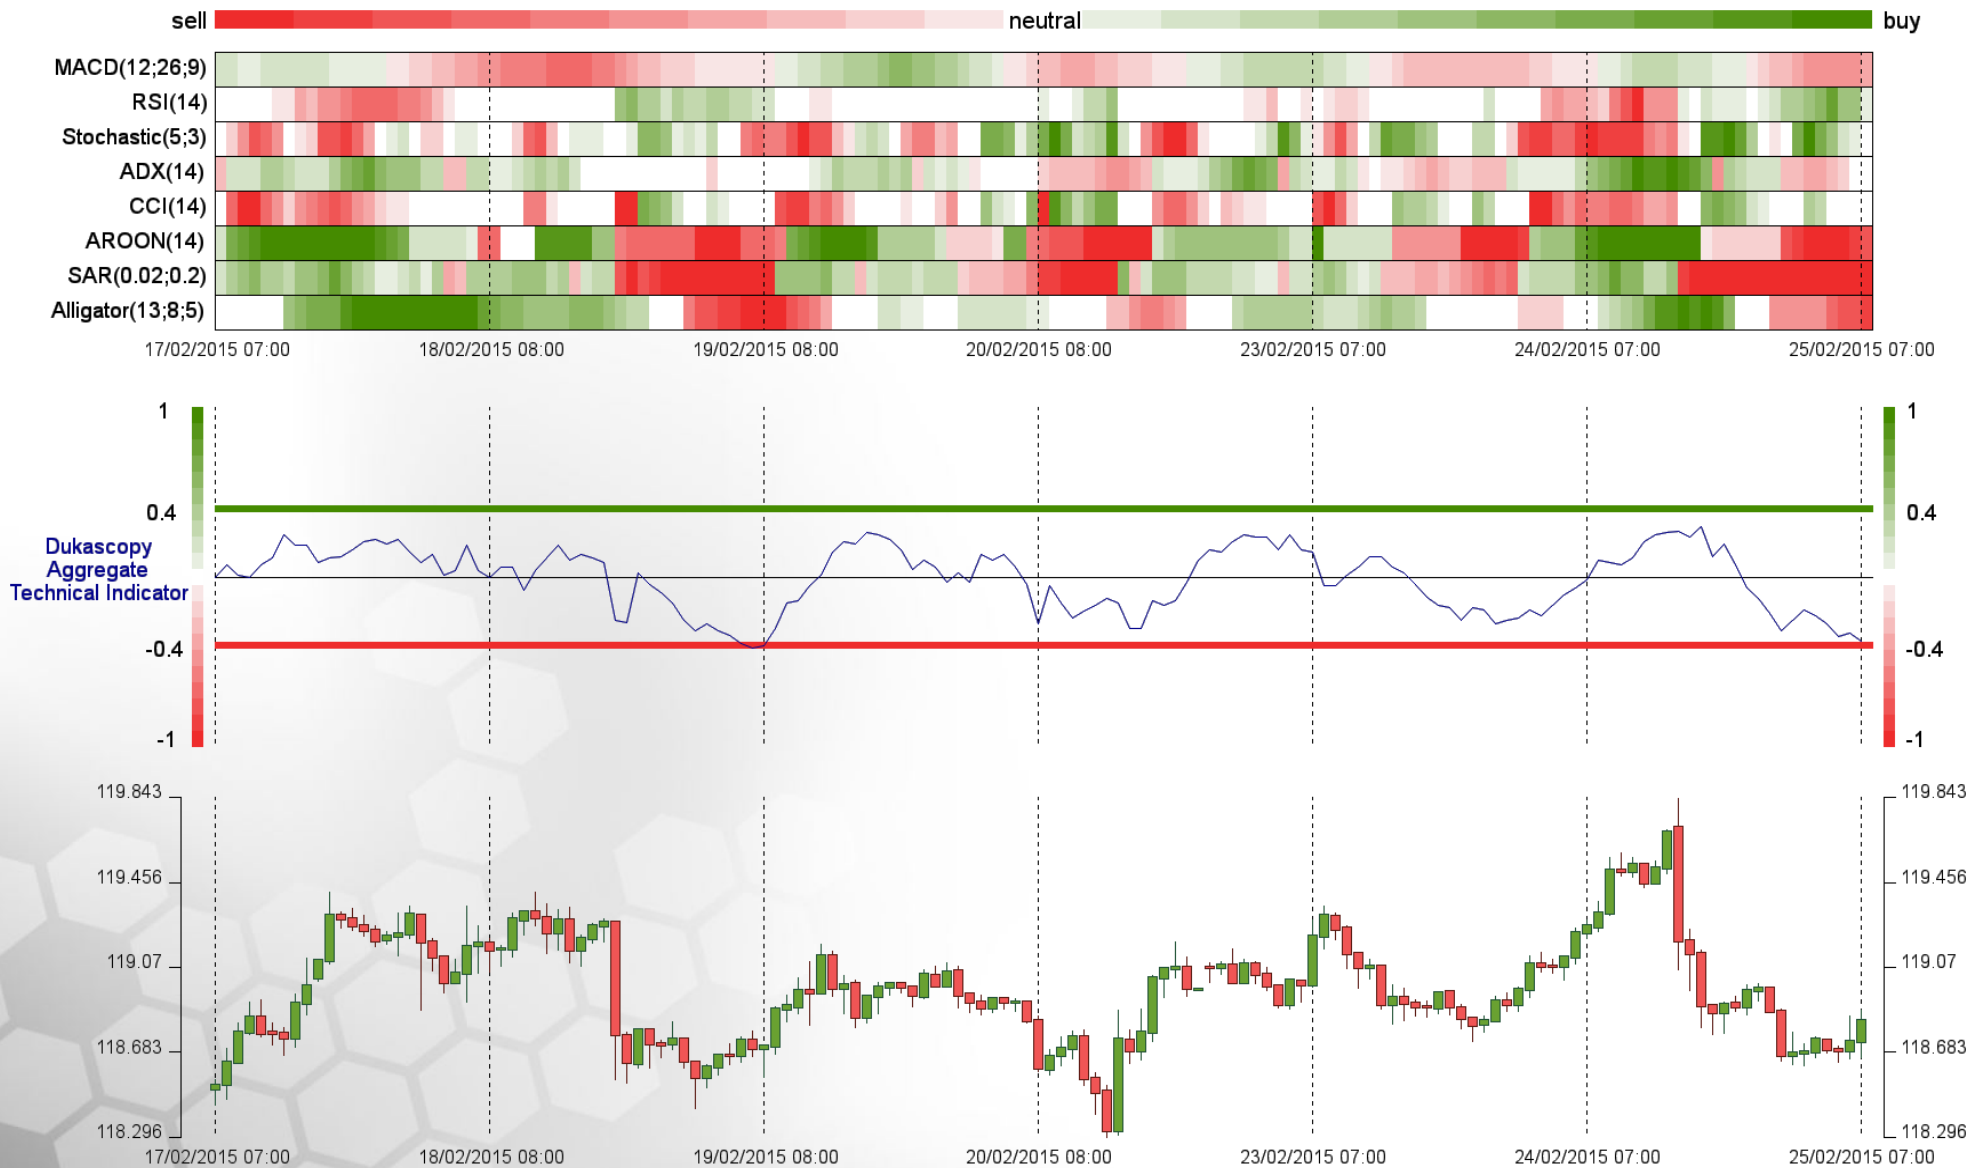 sell neutral buy
MACD(12;26;9)
RSI(14)
Stochastic(5;3)
ADX(14)
CCI(14)
AROON(14)
SAR(0.02;0.2)
Alligator(13;8;5)
17/02/2015 07:00 18/02/2015 08:00 19/02/2015 08:00 20/02/2015 08:00 23/02/2015 07:00 24/02/2015 07:00 25/02/2015 07:00
1 1
0.4 0.4
Dukascopy
Aggregate
Technical Indicator
-0.4 -0.4
-1 -1
119.843 119.843
119.456 119.456
119.07 119.07
118.683 118.683
118.296 118.296
17/02/2015 07:00 18/02/2015 08:00 19/02/2015 08:00 20/02/2015 08:00 23/02/2015 07:00 24/02/2015 07:00 25/02/2015 07:00